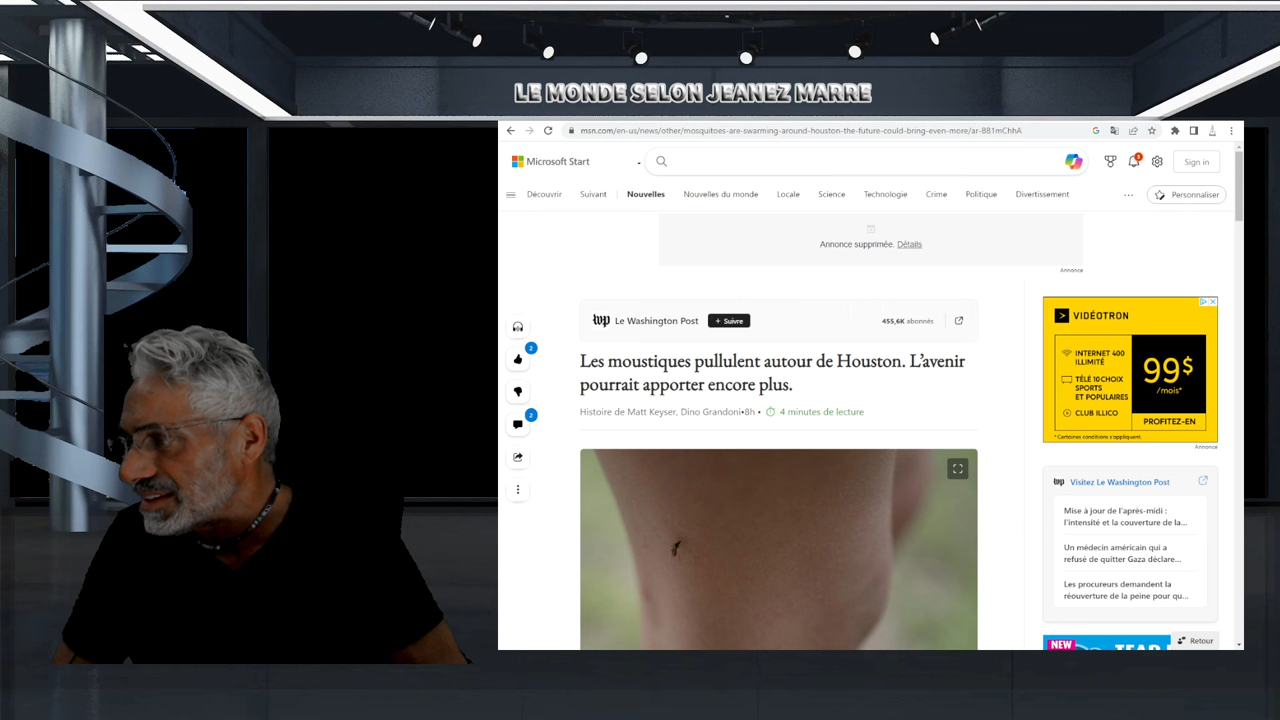 LE MONDE SELON JEANEZ MARRE
msn.com/en-us/news/other/mosquitoes-are-swarming-around-houston-the-future-could-bring-even-more/ar-BB1mChhA
Microsoft Start
3
Sign in
Découvrir
Suivant
Nouvelles
Nouvelles du monde
Locale
Science
Technologie
Crime
Politique
Divertissement
Personnaliser
Annonce supprimée. Détails
Annonce
wp Le Washington Post
+ Suivre
455,6K abonnés
2
2
Les moustiques pullulent autour de Houston. L'avenir
pourrait apporter encore plus.
Histoire de Matt Keyser, Dino Grandoni•8h • 4 minutes de lecture
VIDÉOTRON
INTERNET 400
ILLIMITÉ
TÉLÉ 10 CHOIX
SPORTS
ET POPULAIRES
CLUB ILLICO
99$
/mois*
PROFITEZ-EN
* Certaines conditions s'appliquent.
Annonce
wp Visitez Le Washington Post
Mise à jour de l'après-midi :
l'intensité et la couverture de la...
Un médecin américain qui a
refusé de quitter Gaza déclare...
Les procureurs demandent la
réouverture de la peine pour qu...
Retour
NEW